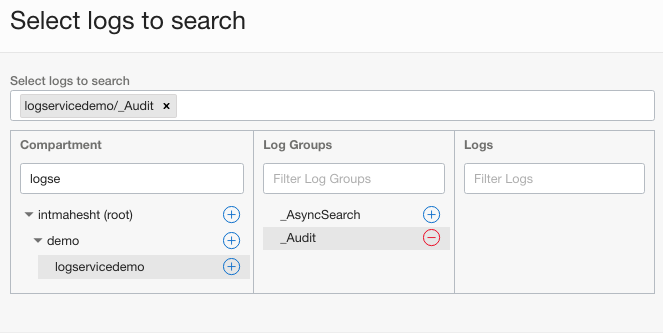 Select logs to search
Select logs to search
logservicedemo/_Audit ×
Compartment
Log Groups
Logs
logse
Filter Log Groups
Filter Logs
intmahesht (root)
_AsyncSearch
demo
_Audit
logservicedemo